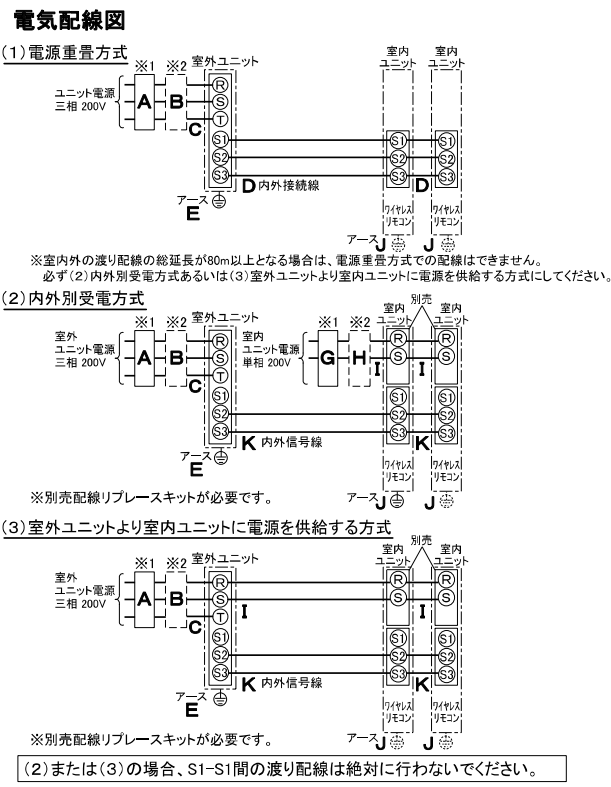 電気配線図
(1)電源重畳方式
※1 ※2 室外ユニット 室内ユニット 室内ユニット
ユニット電源
三相 200V
A B C
R
S
T
S1 S1 S1
S2 S2 S2
S3 S3 S3
D 内外接続線 D
アース
E
ワイヤレスリモコン ワイヤレスリモコン
アース J J
※室内外の渡り配線の総延長が80m以上となる場合は、電源重畳方式での配線はできません。
必ず(2)内外別受電方式あるいは(3)室外ユニットより室内ユニットに電源を供給する方式にしてください。
(2)内外別受電方式
別売
※1 ※2 室外ユニット ※1 ※2 室内ユニット 室内ユニット
室外
ユニット電源
三相 200V
A B C
室内
ユニット電源
単相 200V
G H I I
R R R
S S S
T
S1 S1 S1
S2 S2 S2
S3 S3 S3
K 内外信号線 K
アース
E
ワイヤレスリモコン ワイヤレスリモコン
アース J J
※別売配線リプレースキットが必要です。
(3)室外ユニットより室内ユニットに電源を供給する方式
別売
※1 ※2 室外ユニット 室内ユニット 室内ユニット
室外
ユニット電源
三相 200V
A B C
R R R
S S S
I I
T
S1 S1 S1
S2 S2 S2
S3 S3 S3
K 内外信号線 K
アース
E
ワイヤレスリモコン ワイヤレスリモコン
アース J J
※別売配線リプレースキットが必要です。
(2)または(3)の場合、S1-S1間の渡り配線は絶対に行わないでください。